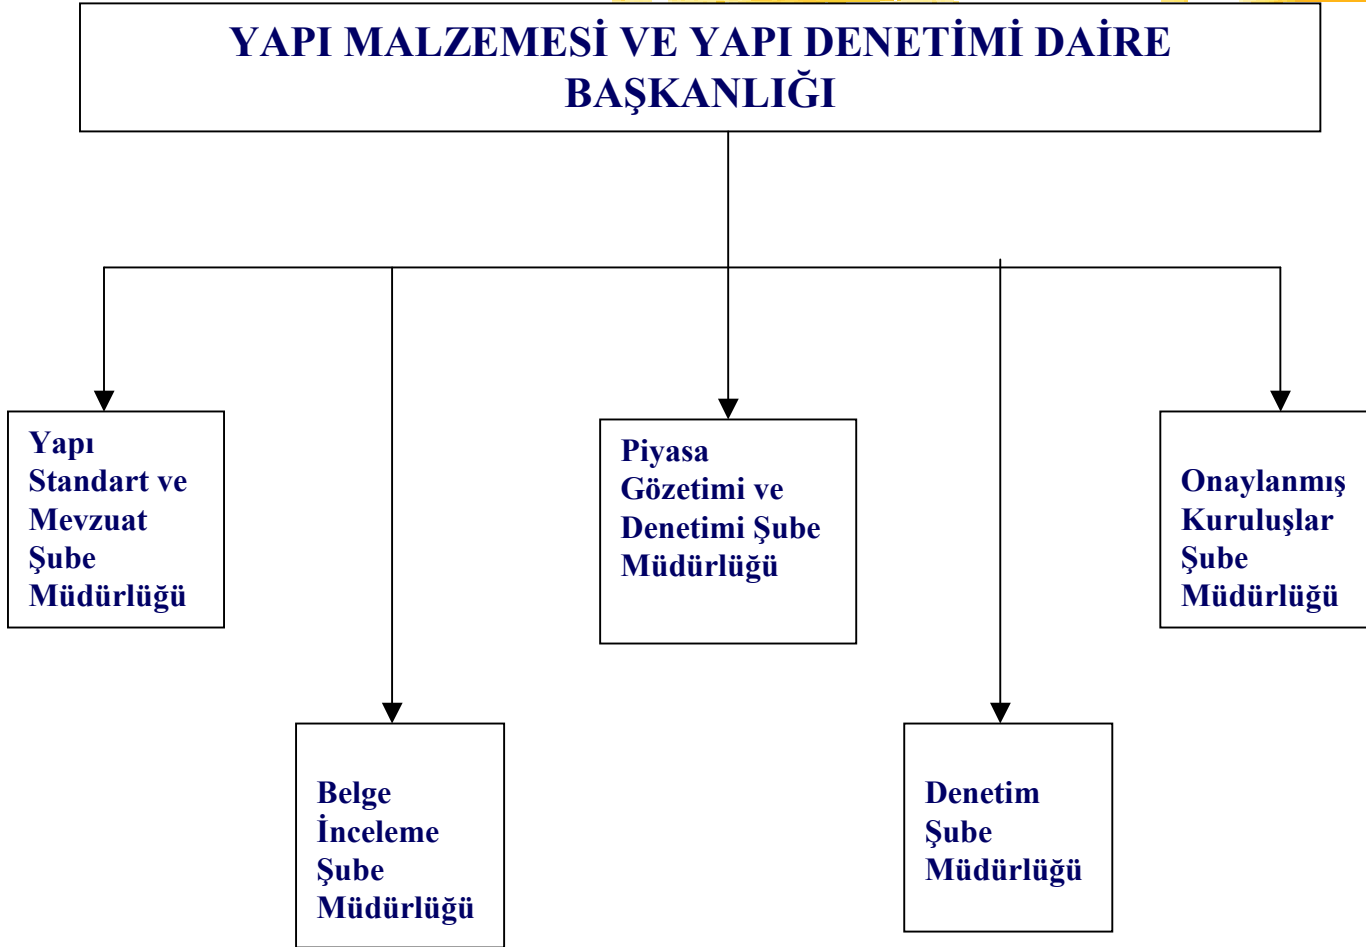 YAPI MALZEMESİ VE YAPI DENETİMİ DAİRE
BAŞKANLIĞI
Yapı
Standart ve
Mevzuat
Şube
Müdürlüğü
Piyasa
Gözetimi ve
Denetimi Şube
Müdürlüğü
Onaylanmış
Kuruluşlar
Şube
Müdürlüğü
Belge
İnceleme
Şube
Müdürlüğü
Denetim
Şube
Müdürlüğü